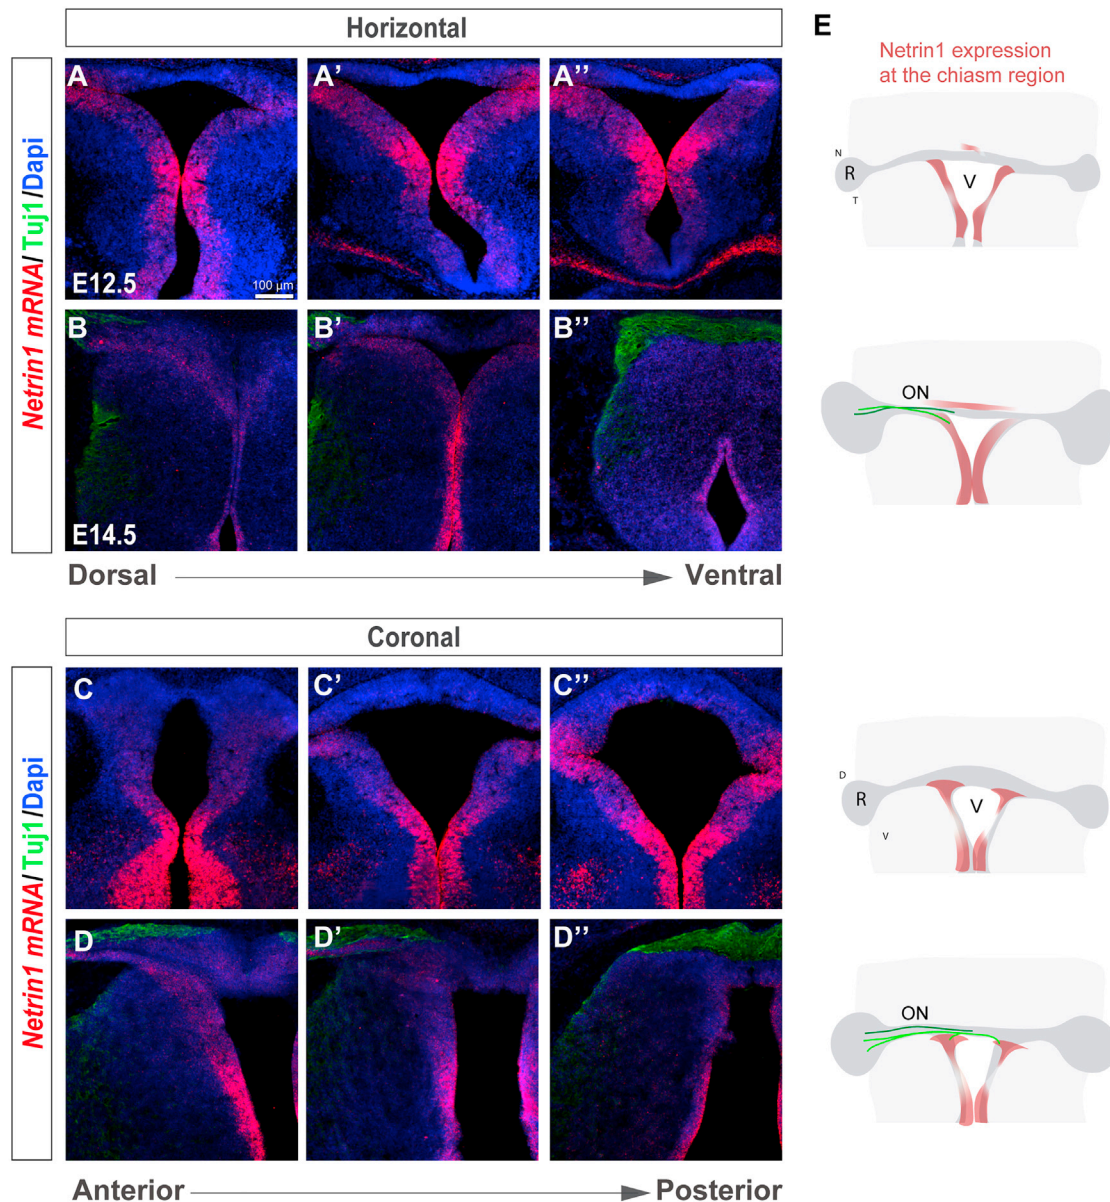 Horizontal
Netrin1 mRNA/Tuj1/Dapi
A
A’
A’’
E12.5
100 µm
B
B’
B’’
E14.5
Dorsal
Ventral
Coronal
Netrin1 mRNA/Tuj1/Dapi
C
C’
C’’
D
D’
D’’
Anterior
Posterior
E
Netrin1 expression
at the chiasm region
N
R
V
T
ON
D
R
V
V
ON